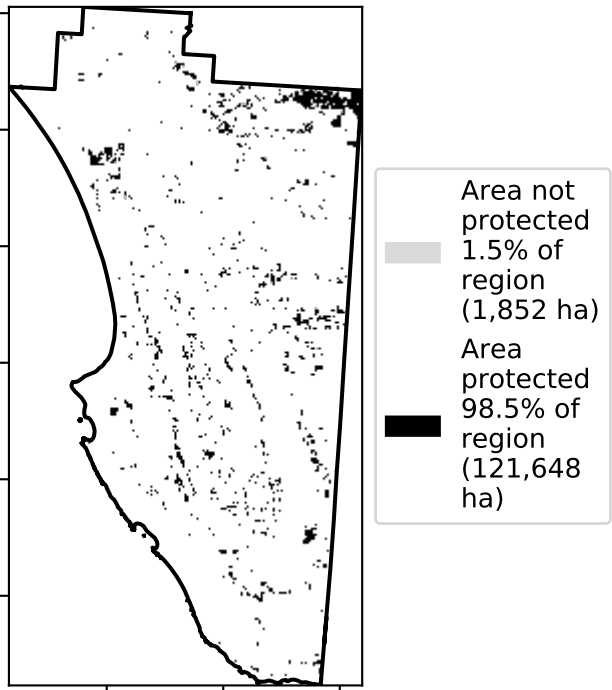 Area not
protected
1.5% of
region
(1,852 ha)
Area
protected
98.5% of
region
(121,648
ha)